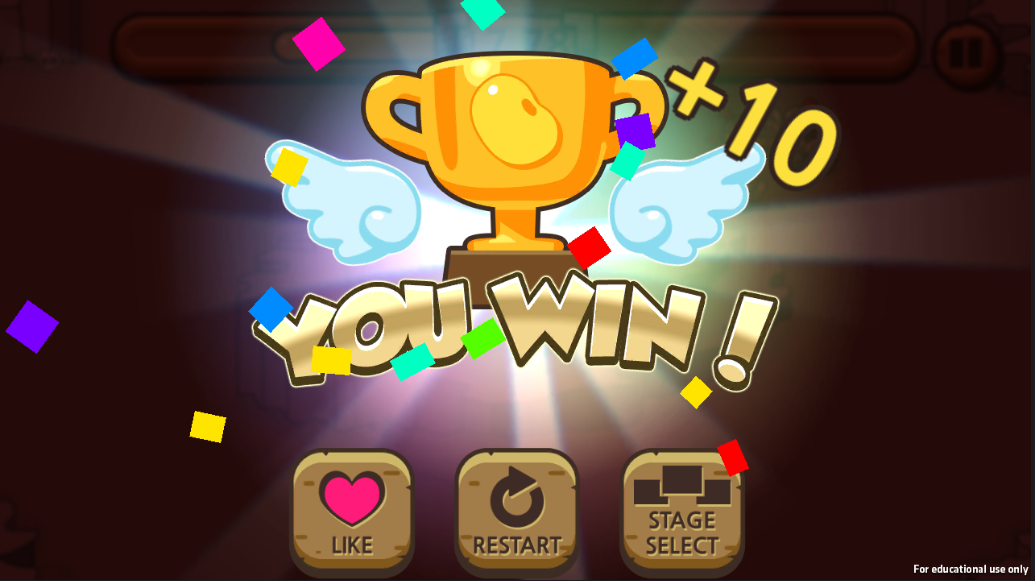 ×10
YOU WIN!
LIKE
RESTART
STAGE
SELECT
For educational use only